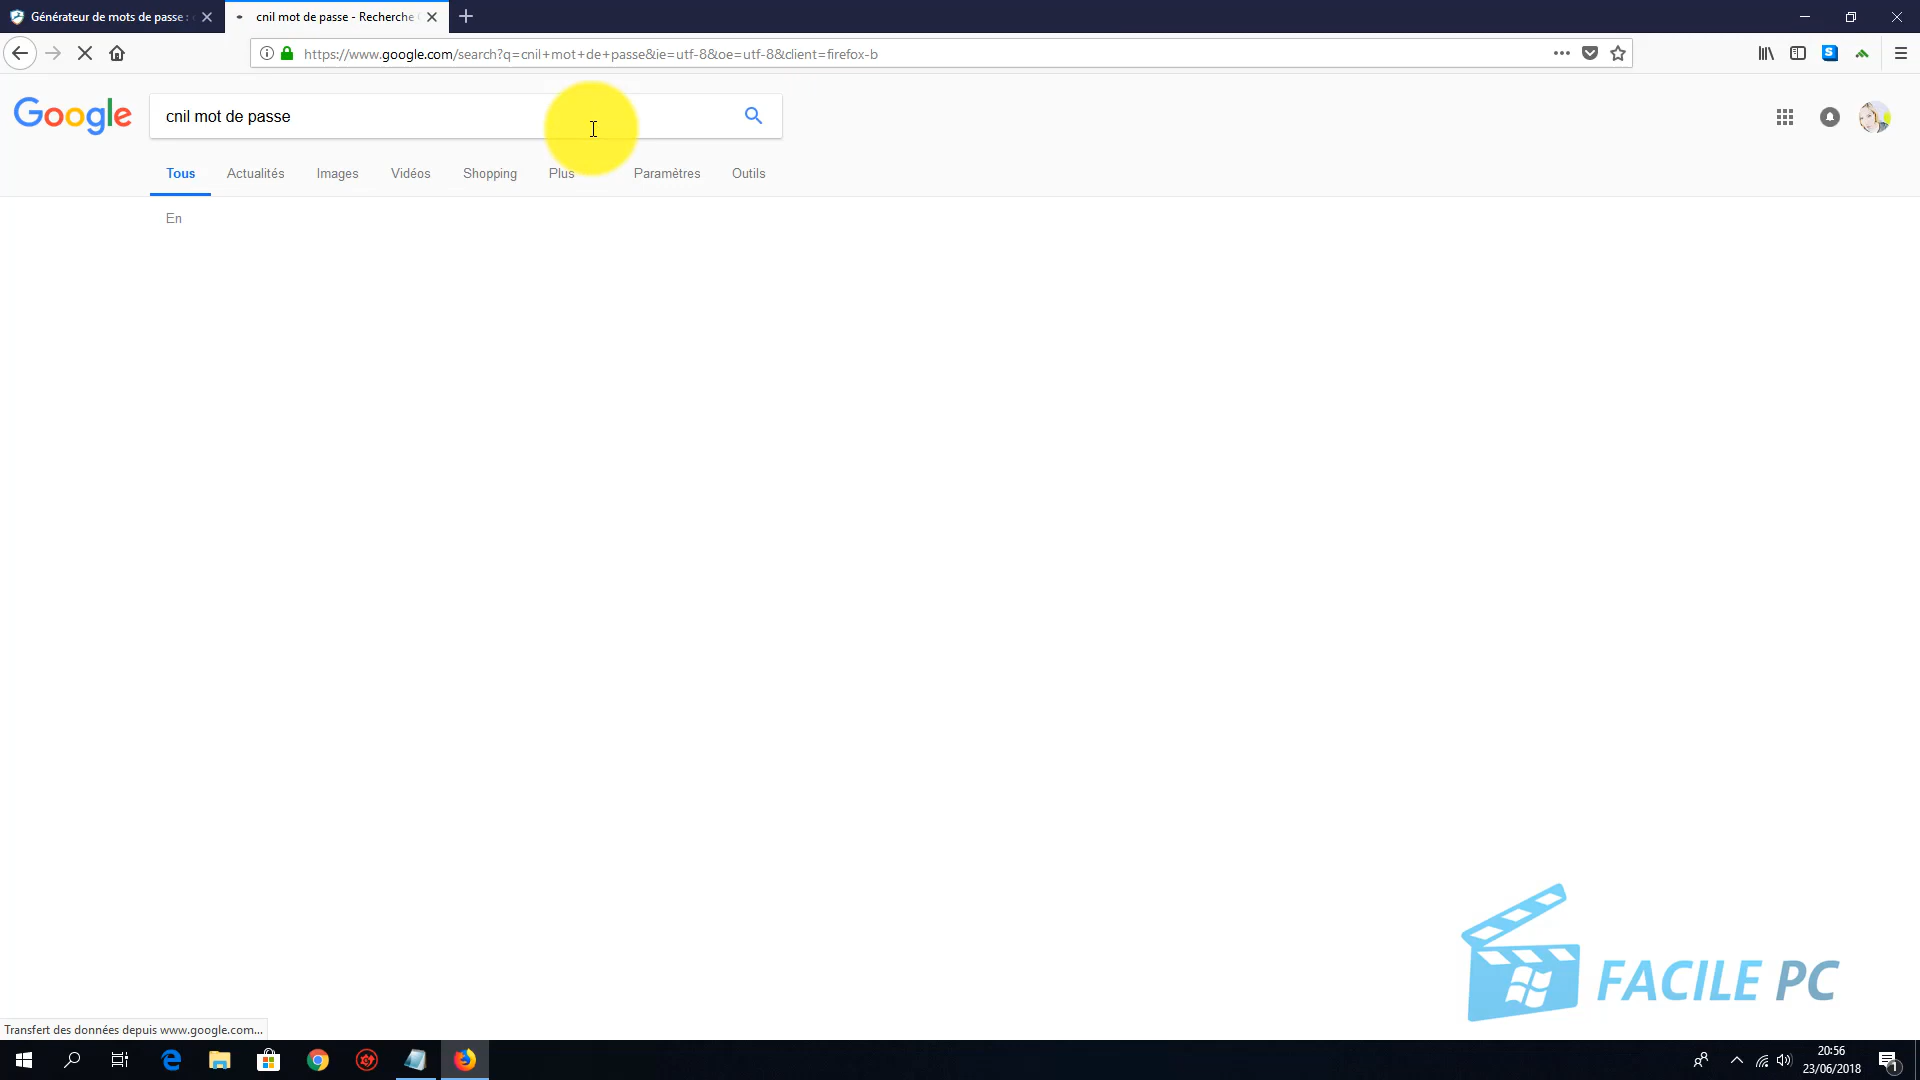 Générateur de mots de passe :
cnil mot de passe - Recherche
https://www.google.com/search?q=cnil+mot+de+passe&ie=utf-8&oe=utf-8&client=firefox-b
Google
cnil mot de passe
Tous
Actualités
Images
Vidéos
Shopping
Plus
Paramètres
Outils
En
FACILE PC
Transfert des données depuis www.google.com...
20:56
23/06/2018
1